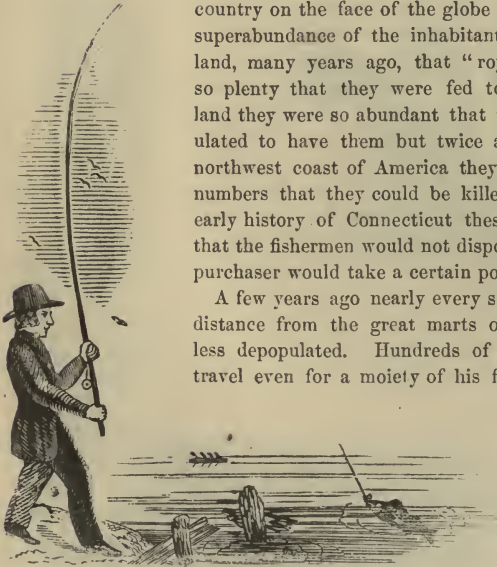 country on the face of the globe
superabundance of the inhabitant
land, many years ago, that "ro
so plenty that they were fed to
land they were so abundant that
ulated to have them but twice a
northwest coast of America they
numbers that they could be kille
early history of Connecticut thes
that the fishermen would not dispo
purchaser would take a certain po
A few years ago nearly every s
distance from the great marts o
less depopulated. Hundreds of
travel even for a moiety of his f